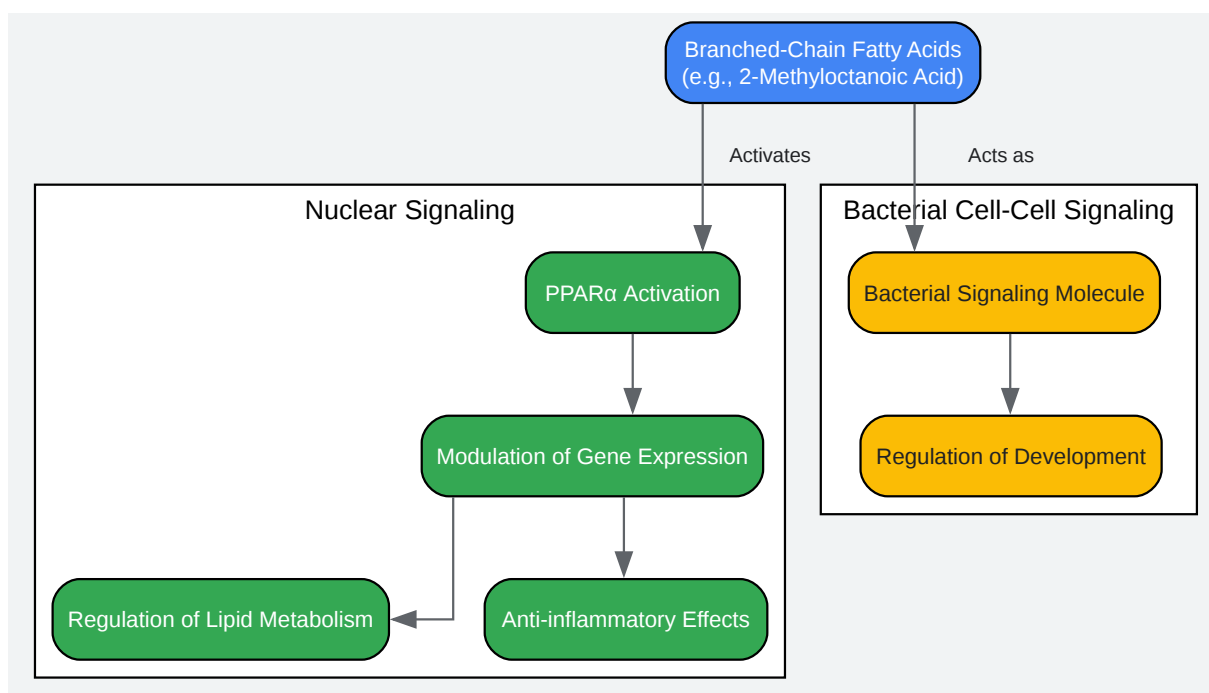 Branched-Chain Fatty Acids
(e.g., 2-Methyloctanoic Acid)
Activates
Acts as
Nuclear Signaling
Bacterial Cell-Cell Signaling
PPARα Activation
Bacterial Signaling Molecule
Modulation of Gene Expression
Regulation of Development
Regulation of Lipid Metabolism
Anti-inflammatory Effects